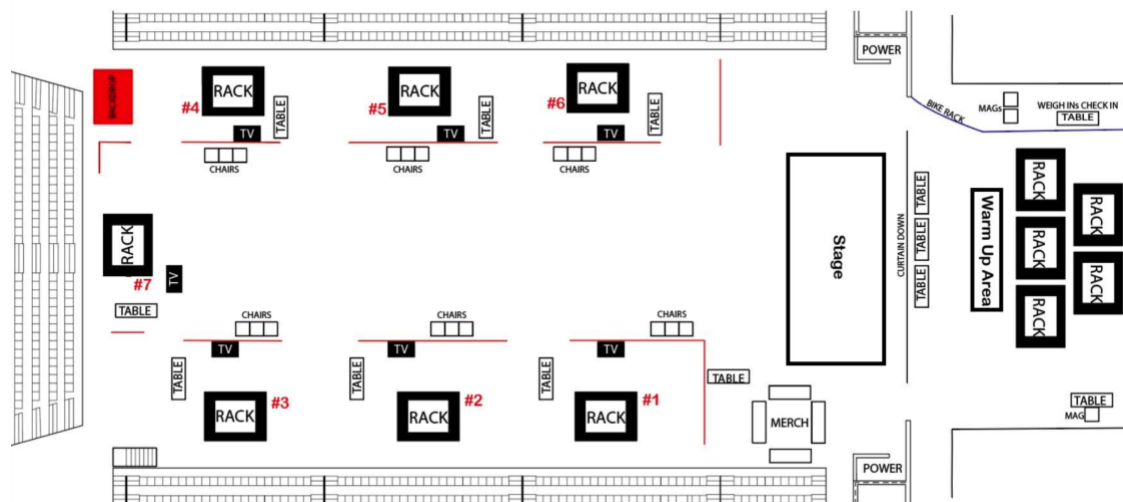 POWER
BACKDROP
RACK
#4
TABLE
TV
CHAIRS
RACK
#5
TABLE
TV
CHAIRS
RACK
#6
TABLE
TV
CHAIRS
MAGs
WEIGH INs CHECK IN
TABLE
BIKE RACK
RACK
#7
TV
TABLE
Stage
CURTAIN DOWN
TABLE
TABLE
TABLE
Warm Up Area
RACK
RACK
RACK
RACK
RACK
CHAIRS
TV
TABLE
RACK
#3
CHAIRS
TV
TABLE
RACK
#2
CHAIRS
TV
TABLE
RACK
#1
TABLE
MERCH
TABLE
MAG
POWER